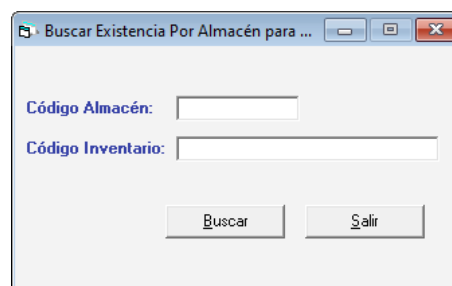 Buscar Existencia Por Almacén para ...
Código Almacén:
Código Inventario:
Buscar Salir